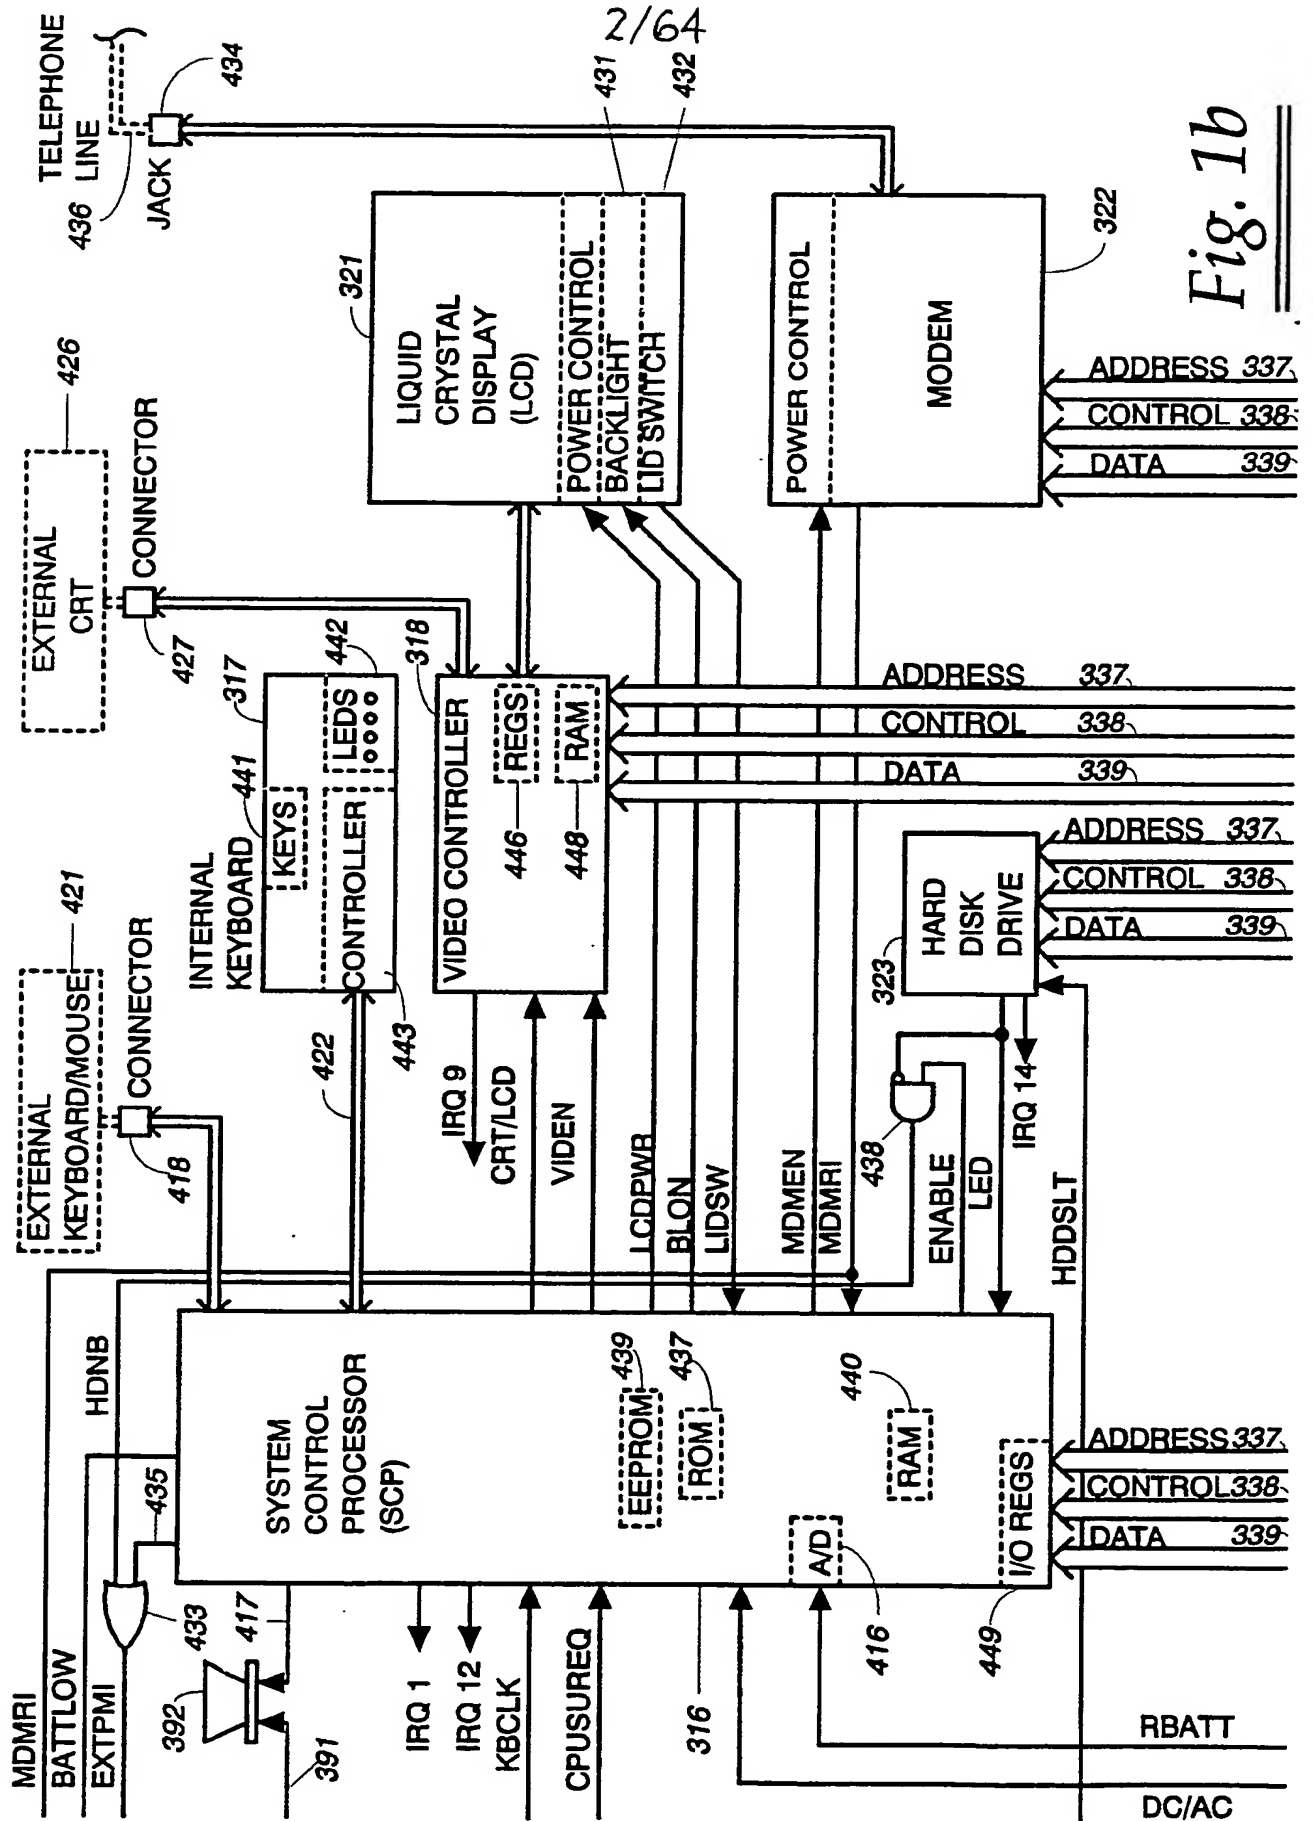 2/64
TELEPHONE
LINE
436
JACK
434
EXTERNAL
CRT
426
CONNECTOR
427
EXTERNAL
KEYBOARD/MOUSE
421
CONNECTOR
418
INTERNAL
KEYBOARD
441
317
KEYS
LEDS
442
CONTROLLER
443
422
318
VIDEO CONTROLLER
REGS
446
RAM
448
321
LIQUID
CRYSTAL
DISPLAY
(LCD)
POWER CONTROL
BACKLIGHT
LID SWITCH
431
432
POWER CONTROL
MODEM
322
ADDRESS 337
CONTROL 338
DATA 339
ADDRESS 337
CONTROL 338
DATA 339
323
HARD
DISK
DRIVE
ADDRESS 337
CONTROL 338
DATA 339
IRQ 9
CRT/LCD
VIDEN
LCDPWR
BLON
LIDSW
MDMEN
MDMRI
438
ENABLE
LED
IRQ 14
HDDSLT
HDNB
435
SYSTEM
CONTROL
PROCESSOR
(SCP)
EEPROM
439
ROM
437
RAM
440
A/D
416
I/O REGS
449
ADDRESS 337
CONTROL 338
DATA 339
MDMRI
BATTLOW
EXTPMI
433
392
417
391
IRQ 1
IRQ 12
KBCLK
CPUSUREQ
316
RBATT
DC/AC
Fig. 1b